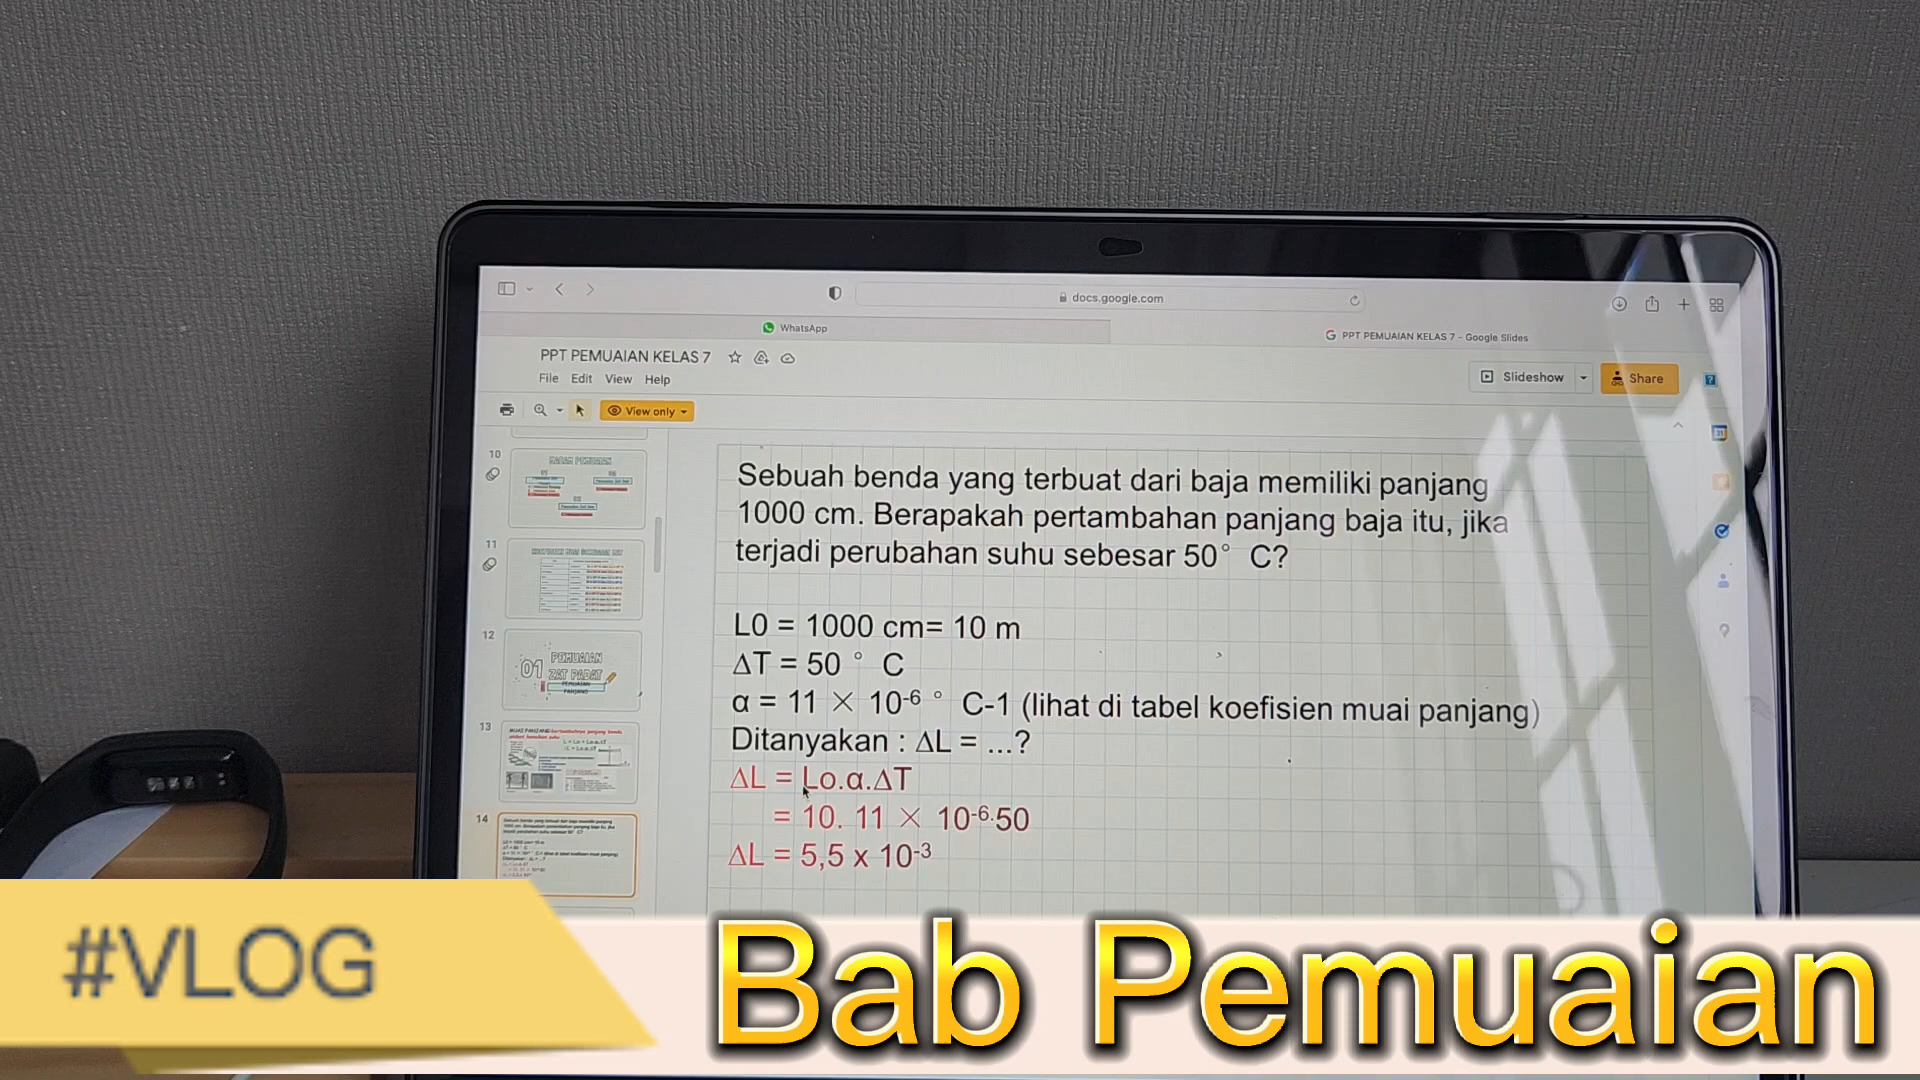 docs.google.com
WhatsApp
PPT PEMUAIAN KELAS 7 - Google Slides
PPT PEMUAIAN KELAS 7
File Edit View Help
Slideshow
Share
View only
10
11
12
01 PEMUAIAN
ZAT PADAT
13
14
Sebuah benda yang terbuat dari baja memiliki panjang
1000 cm. Berapakah pertambahan panjang baja itu, jika
terjadi perubahan suhu sebesar 50° C?
L0 = 1000 cm= 10 m
ΔT = 50 ° C
α = 11 × 10⁻⁶ ° C-1 (lihat di tabel koefisien muai panjang)
Ditanyakan : ΔL = ...?
ΔL = Lo.α.ΔT
= 10. 11 × 10⁻⁶·50
ΔL = 5,5 x 10⁻³
#VLOG
Bab Pemuaian